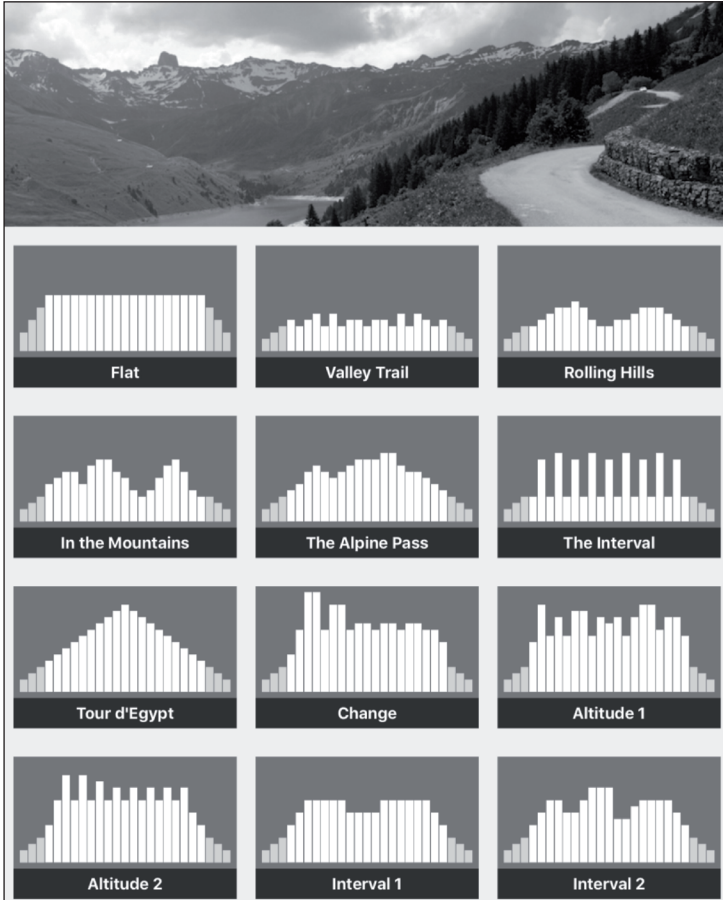 Flat
Valley Trail
Rolling Hills
In the Mountains
The Alpine Pass
The Interval
Tour d'Egypt
Change
Altitude 1
Altitude 2
Interval 1
Interval 2